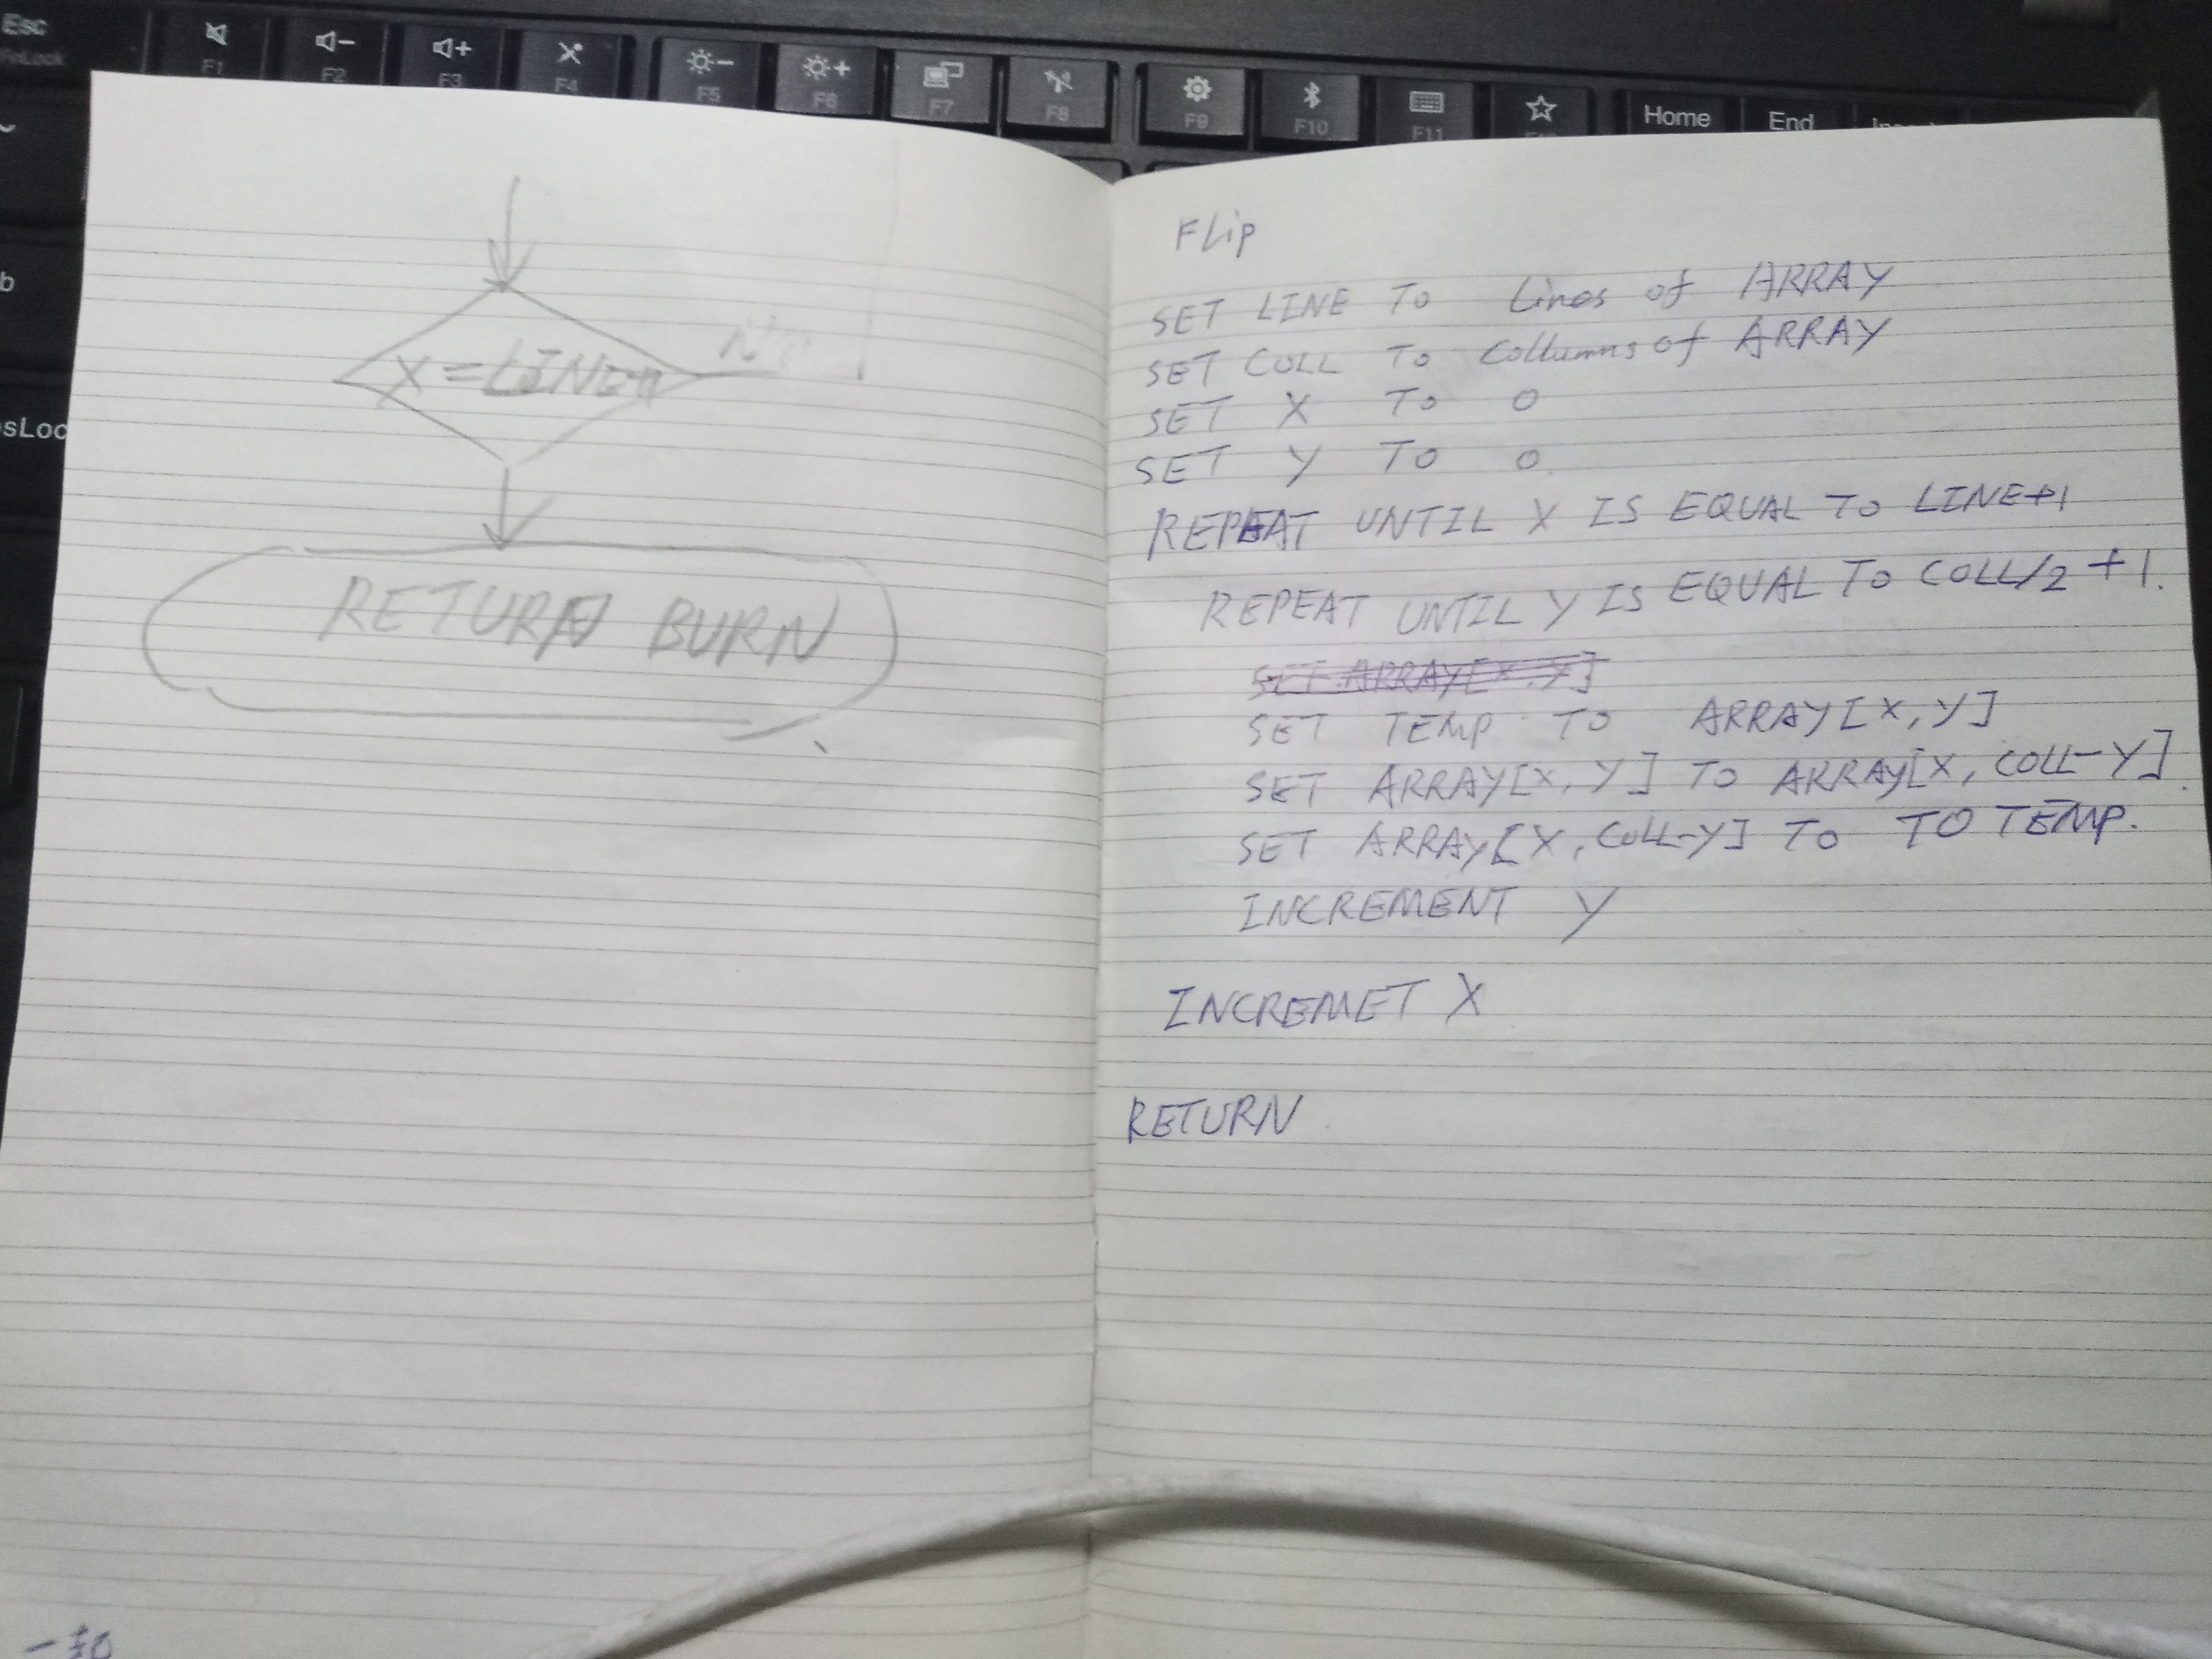 Esc
FnLock
F1
F2
F3
F4
F5
F6
F7
F8
F9
F10
F11
Home
End
No
X = LINE+1
RETURN BURN
一起
Flip
SET LINE TO Lines of ARRAY
SET COLL TO Collumns of ARRAY
SET X TO 0
SET Y TO 0.
REPEAT UNTIL X IS EQUAL TO LINE+1
REPEAT UNTIL Y IS EQUAL TO COLL/2 +1.
SET ARRAY[X,Y]
SET TEMP TO ARRAY[X,Y]
SET ARRAY[X,Y] TO ARRAY[X, COLL-Y].
SET ARRAY[X, COLL-Y] TO TO TEMP.
INCREMENT Y
INCREMET X
RETURN